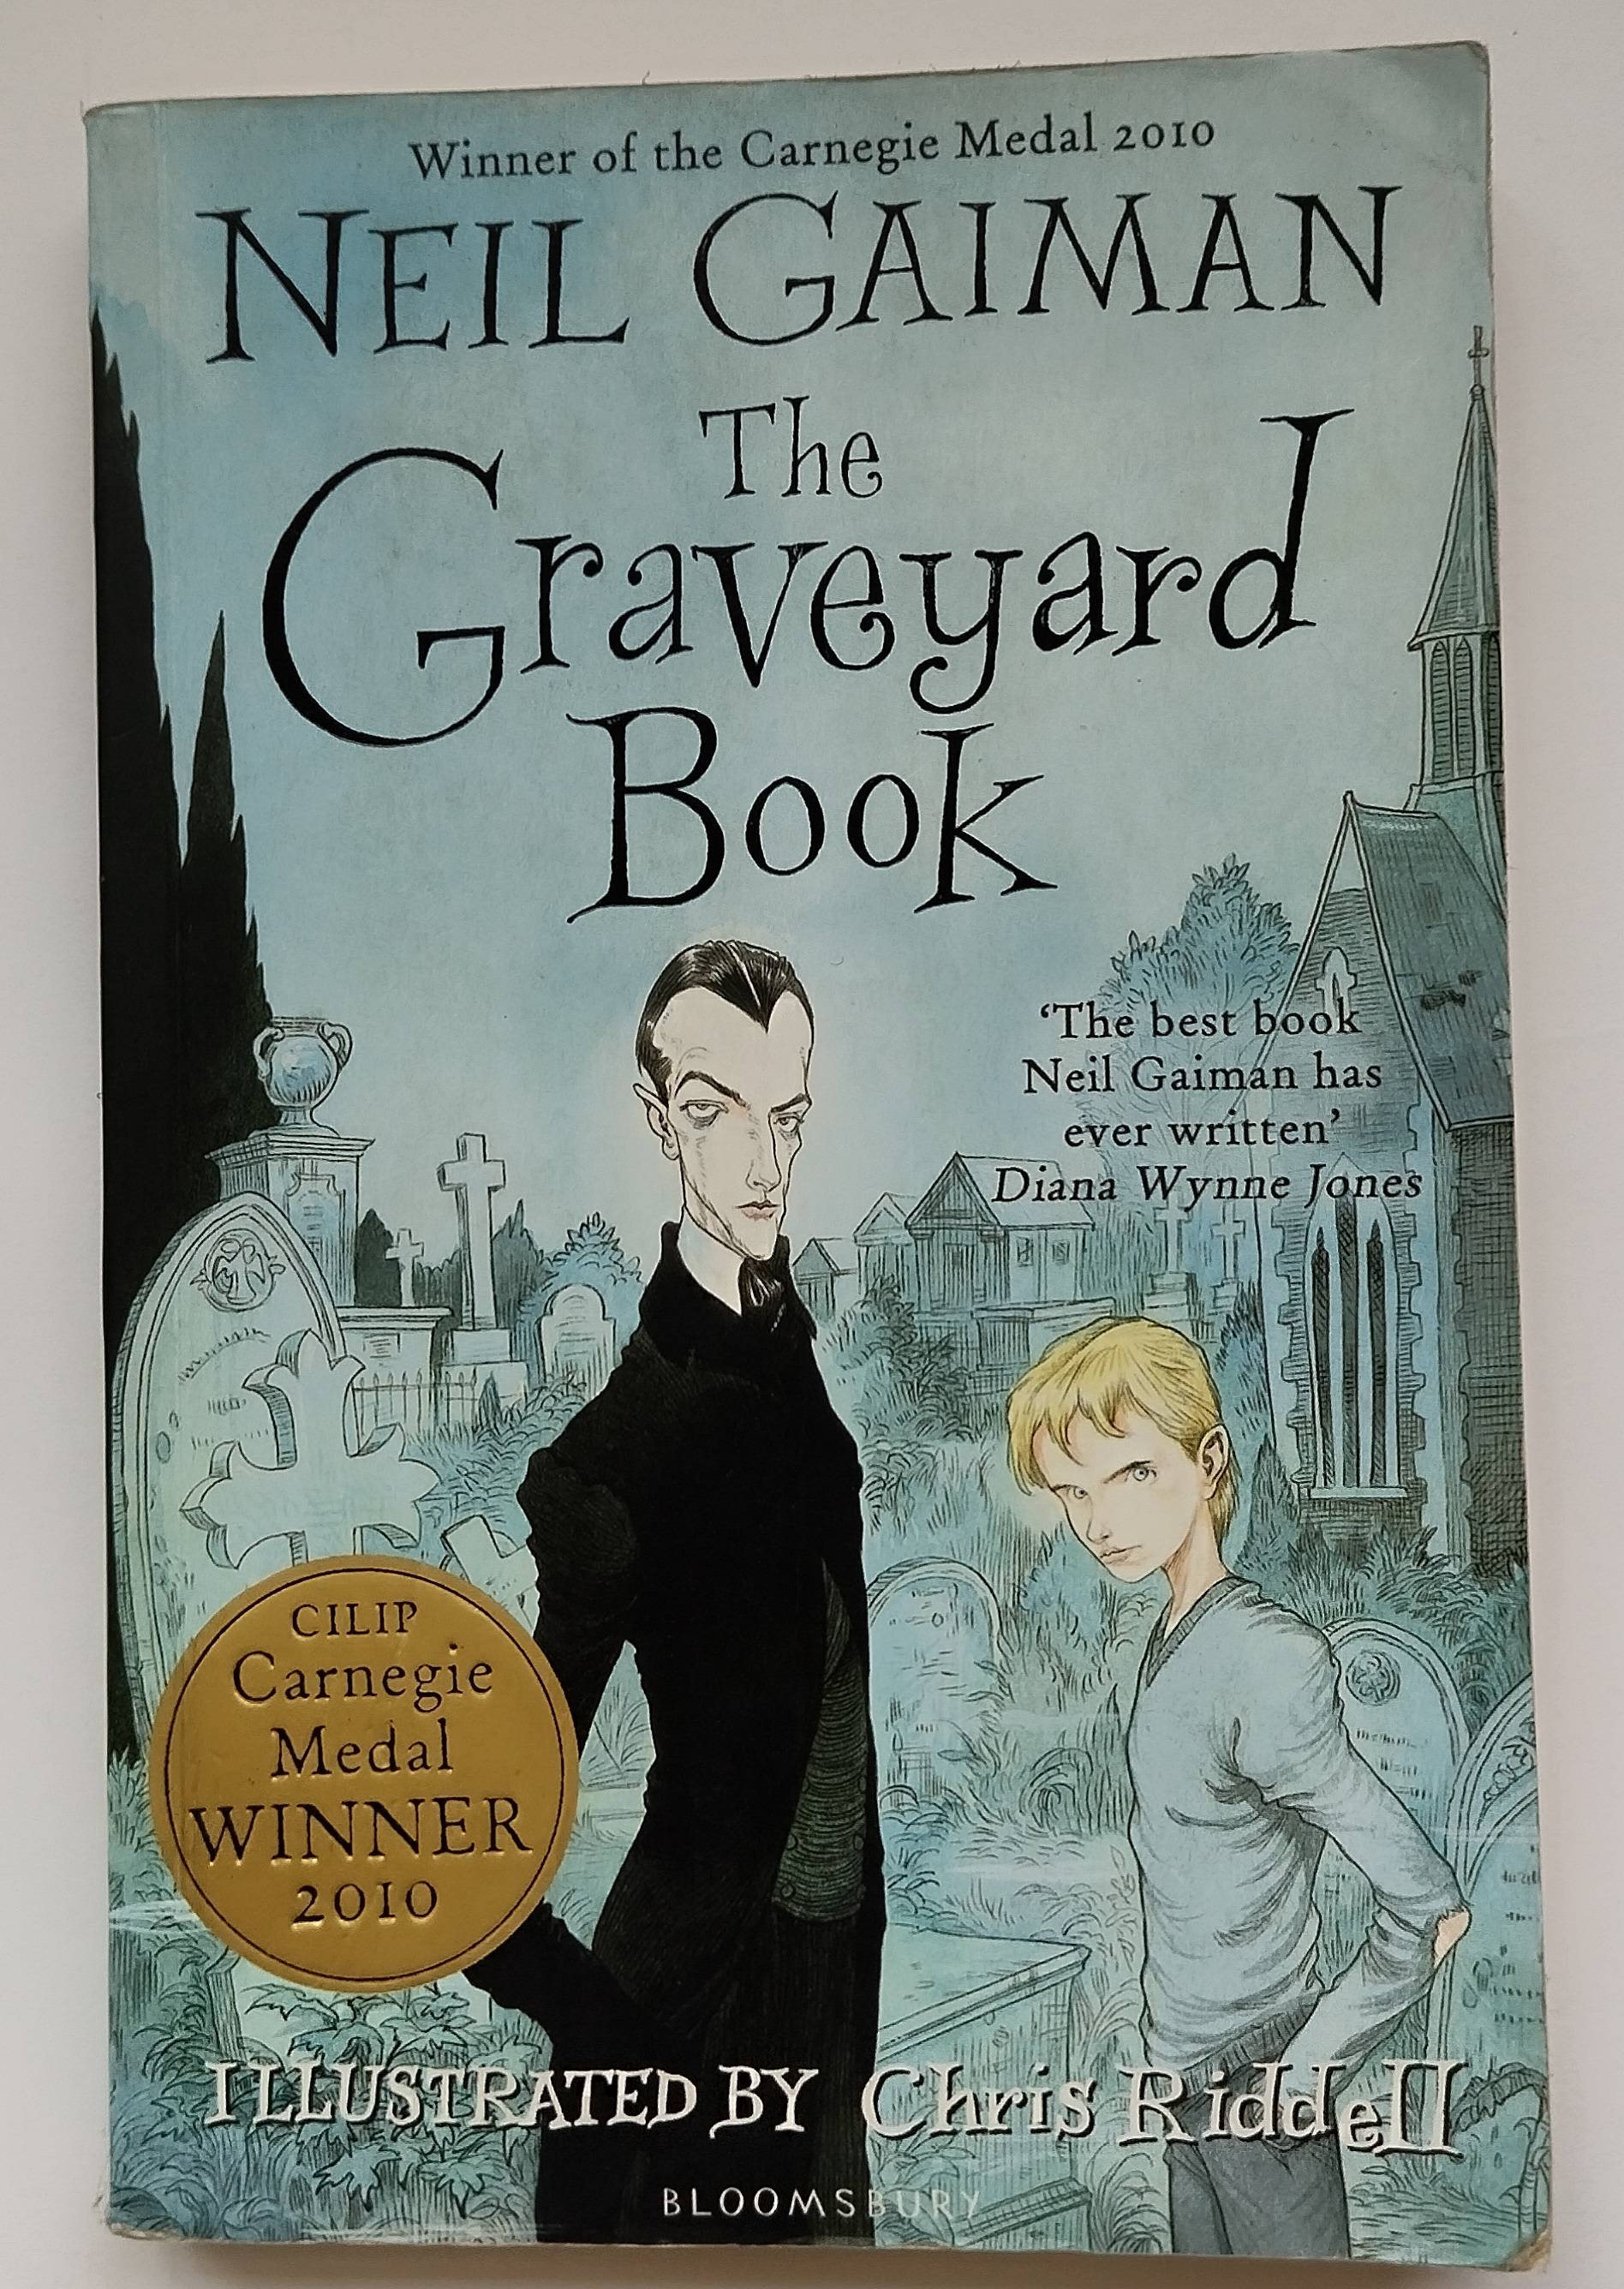 Winner of the Carnegie Medal 2010
NEIL GAIMAN
The
Graveyard
Book
‘The best book
Neil Gaiman has
ever written’
Diana Wynne Jones
CILIP
Carnegie
Medal
WINNER
2010
ILLUSTRATED BY Chris Riddell
BLOOMSBURY